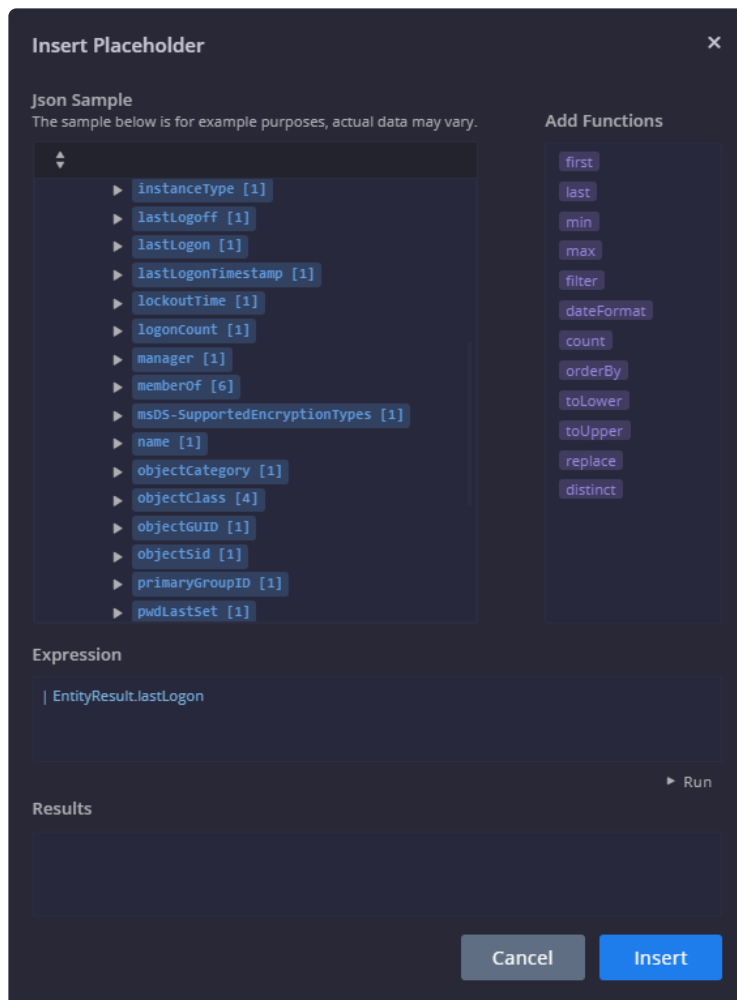 Insert Placeholder
×
Json Sample
The sample below is for example purposes, actual data may vary.
instanceType [1]
lastLogoff [1]
lastLogon [1]
lastLogonTimestamp [1]
lockoutTime [1]
logonCount [1]
manager [1]
memberOf [6]
msDS-SupportedEncryptionTypes [1]
name [1]
objectCategory [1]
objectClass [4]
objectGUID [1]
objectSid [1]
primaryGroupID [1]
pwdLastSet [1]
Add Functions
first
last
min
max
filter
dateFormat
count
orderBy
toLower
toUpper
replace
distinct
Expression
| EntityResult.lastLogon
Run
Results
Cancel
Insert